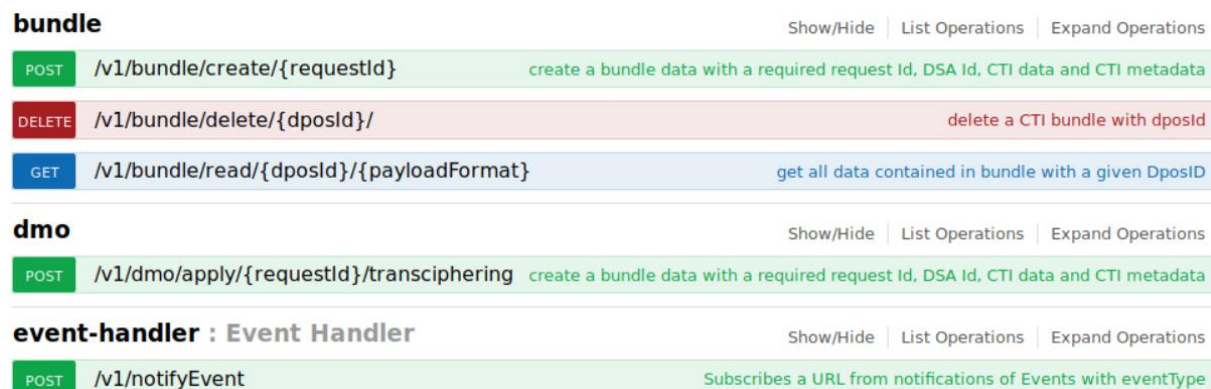 bundle Show/Hide List Operations Expand Operations
POST /v1/bundle/create/{requestId} create a bundle data with a required request Id, DSA Id, CTI data and CTI metadata
DELETE /v1/bundle/delete/{dposId}/ delete a CTI bundle with dposId
GET /v1/bundle/read/{dposId}/{payloadFormat} get all data contained in bundle with a given DposID
dmo Show/Hide List Operations Expand Operations
POST /v1/dmo/apply/{requestId}/transciphering create a bundle data with a required request Id, DSA Id, CTI data and CTI metadata
event-handler : Event Handler Show/Hide List Operations Expand Operations
POST /v1/notifyEvent Subscribes a URL from notifications of Events with eventType